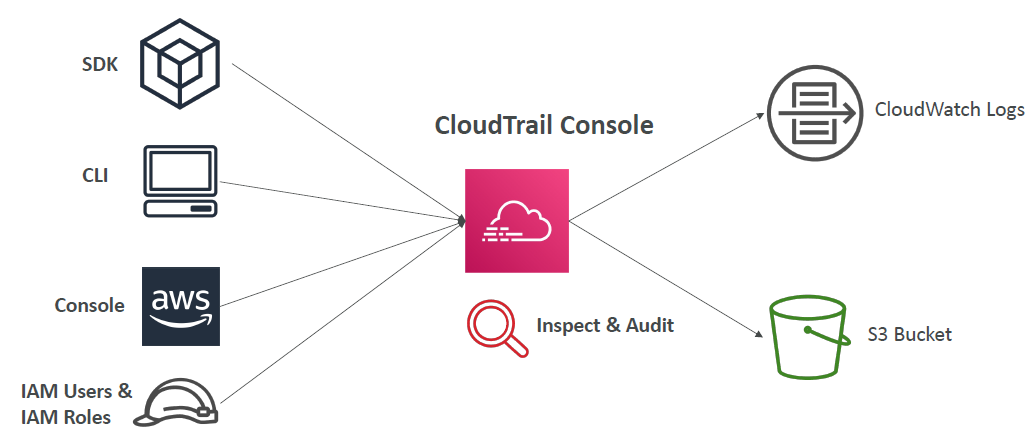 SDK
CloudTrail Console
CloudWatch Logs
CLI
Console
aws
Inspect & Audit
S3 Bucket
IAM Users &
IAM Roles